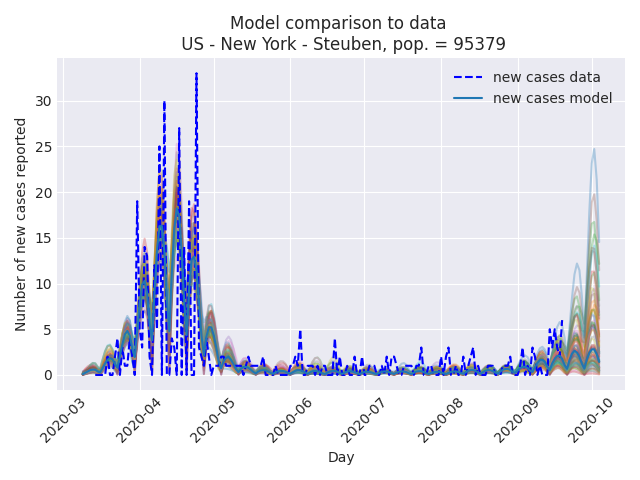 Model comparison to data
US - New York - Steuben, pop. = 95379
new cases data
new cases model
Number of new cases reported
30
25
20
15
10
5
0
2020-03
2020-04
2020-05
2020-06
2020-07
2020-08
2020-09
2020-10
Day